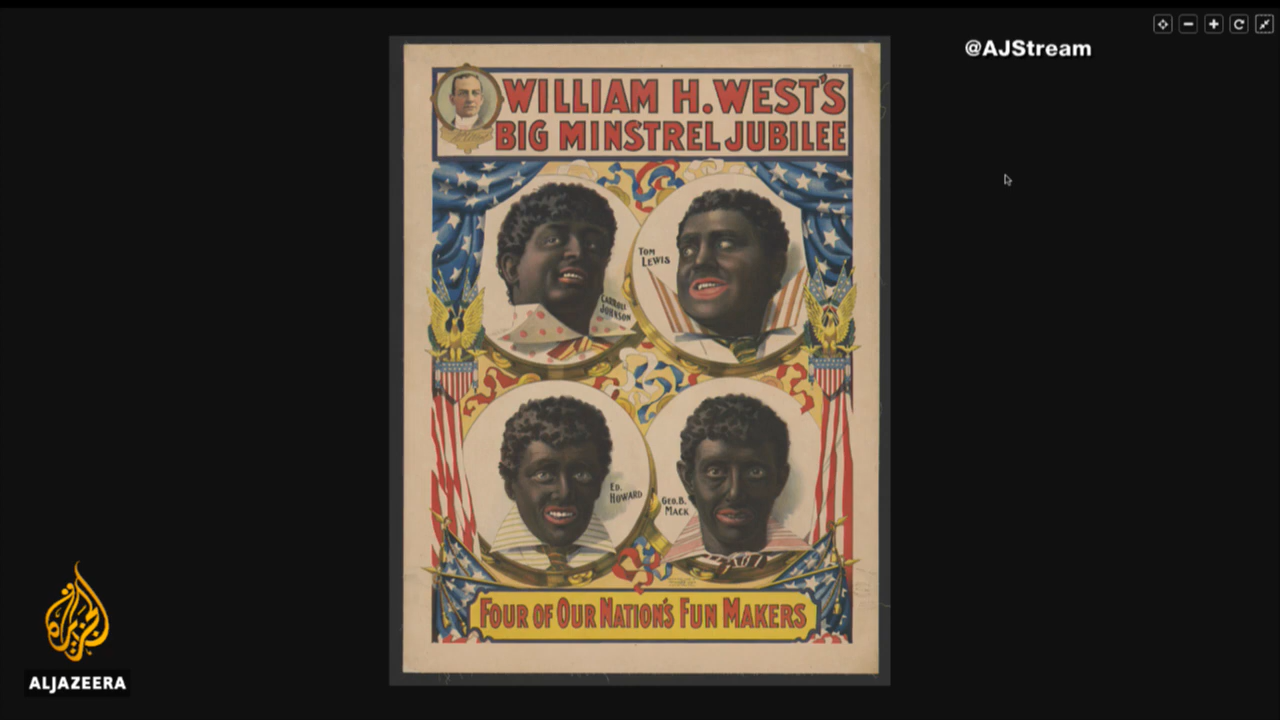 @AJStream
WILLIAM H. WEST'S
BIG MINSTREL JUBILEE
TOM
LEWIS
CARROLL
JOHNSON
ED.
HOWARD
GEO. B.
MACK
FOUR OF OUR NATION'S FUN MAKERS
ALJAZEERA